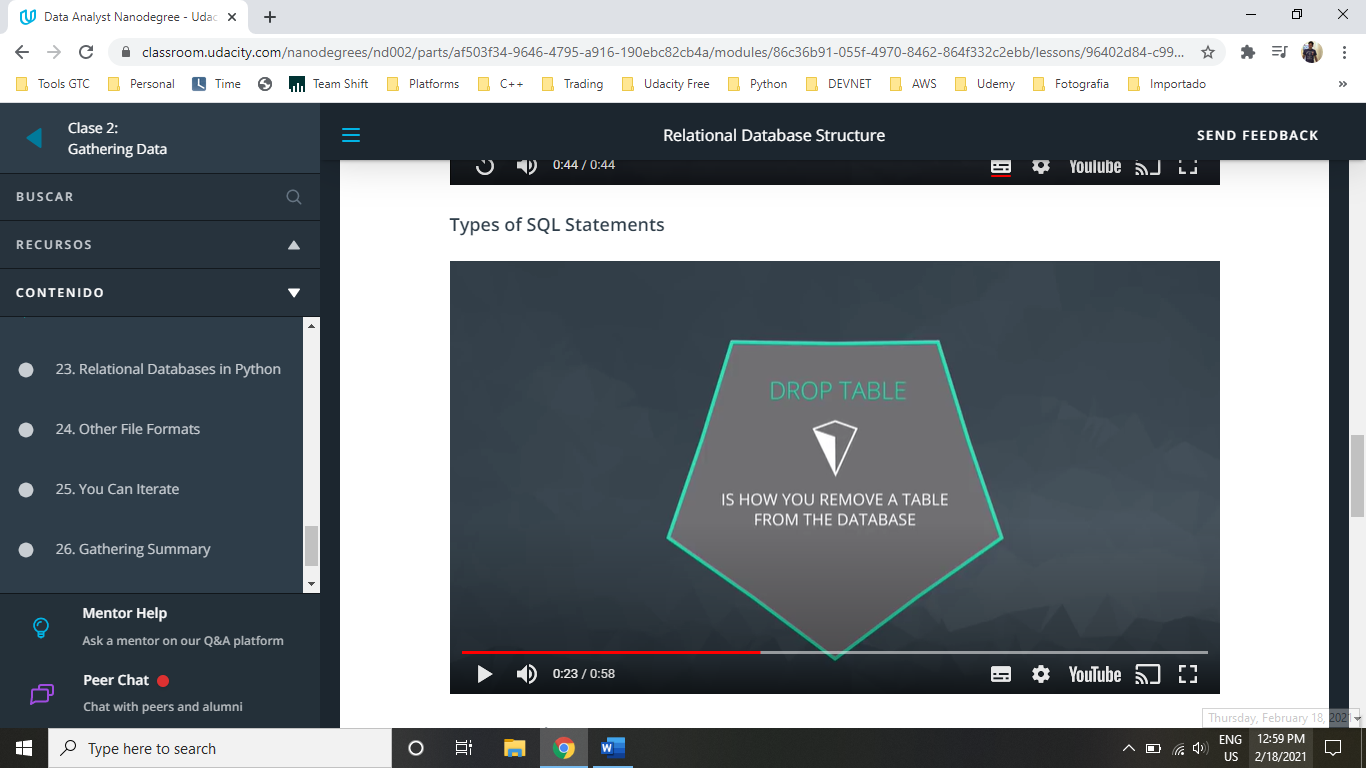 Data Analyst Nanodegree - Udac
classroom.udacity.com/nanodegrees/nd002/parts/af503f34-9646-4795-a916-190ebc82cb4a/modules/86c36b91-055f-4970-8462-864f332c2ebb/lessons/96402d84-c99...
Tools GTC
Personal
Time
Team Shift
Platforms
C++
Trading
Udacity Free
Python
DEVNET
AWS
Udemy
Fotografia
Importado
»
Clase 2:
Gathering Data
Relational Database Structure
SEND FEEDBACK
BUSCAR
RECURSOS
CONTENIDO
23. Relational Databases in Python
24. Other File Formats
25. You Can Iterate
26. Gathering Summary
Mentor Help
Ask a mentor on our Q&A platform
Peer Chat
Chat with peers and alumni
0:44 / 0:44
YouTube
Types of SQL Statements
DROP TABLE
IS HOW YOU REMOVE A TABLE
FROM THE DATABASE
0:23 / 0:58
YouTube
Thursday, February 18, 2021
Type here to search
W
ENG
US
12:59 PM
2/18/2021